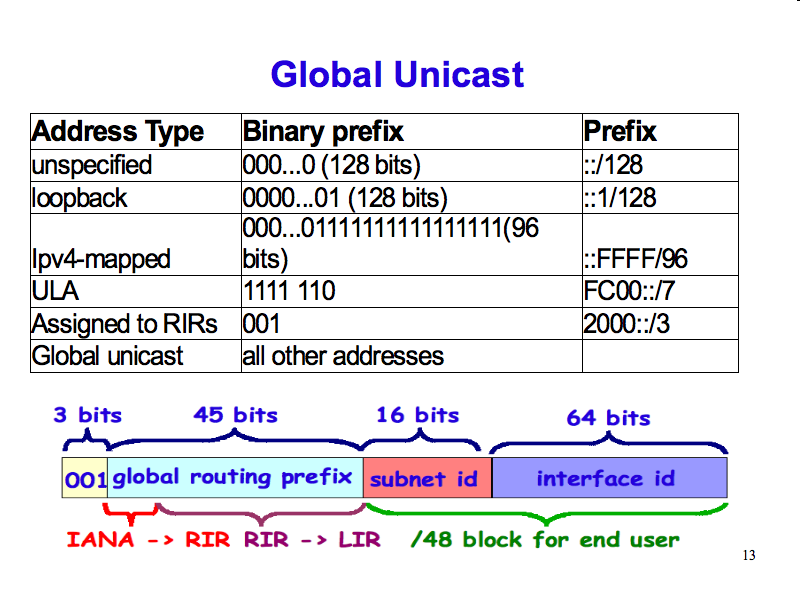 Global Unicast
Address Type Binary prefix Prefix
unspecified 000...0 (128 bits) ::/128
loopback 0000...01 (128 bits) ::1/128
000...01111111111111111(96
Ipv4-mapped bits) ::FFFF/96
ULA 1111 110 FC00::/7
Assigned to RIRs 001 2000::/3
Global unicast all other addresses
3 bits 45 bits 16 bits 64 bits
001 global routing prefix subnet id interface id
IANA -> RIR RIR -> LIR /48 block for end user
13